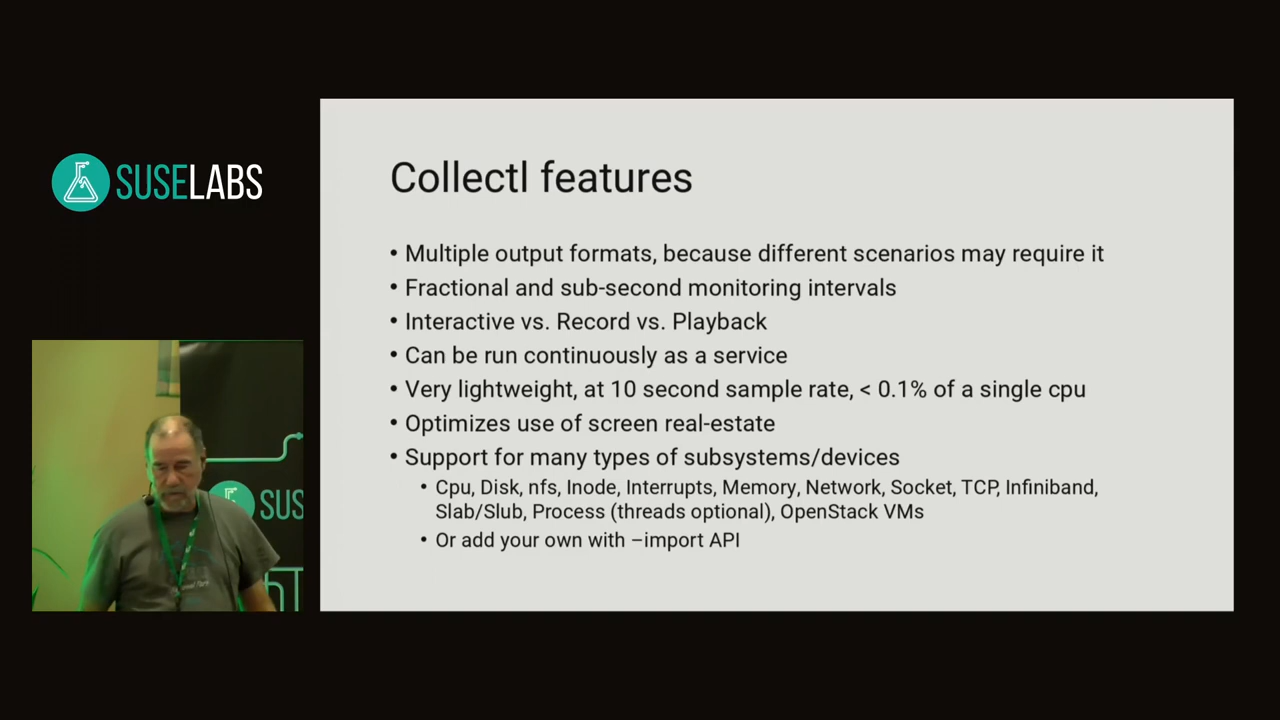 SUSELABS
Collectl features
• Multiple output formats, because different scenarios may require it
• Fractional and sub-second monitoring intervals
• Interactive vs. Record vs. Playback
• Can be run continuously as a service
• Very lightweight, at 10 second sample rate, < 0.1% of a single cpu
• Optimizes use of screen real-estate
• Support for many types of subsystems/devices
• Cpu, Disk, nfs, Inode, Interrupts, Memory, Network, Socket, TCP, Infiniband,
Slab/Slub, Process (threads optional), OpenStack VMs
• Or add your own with –import API
SUS